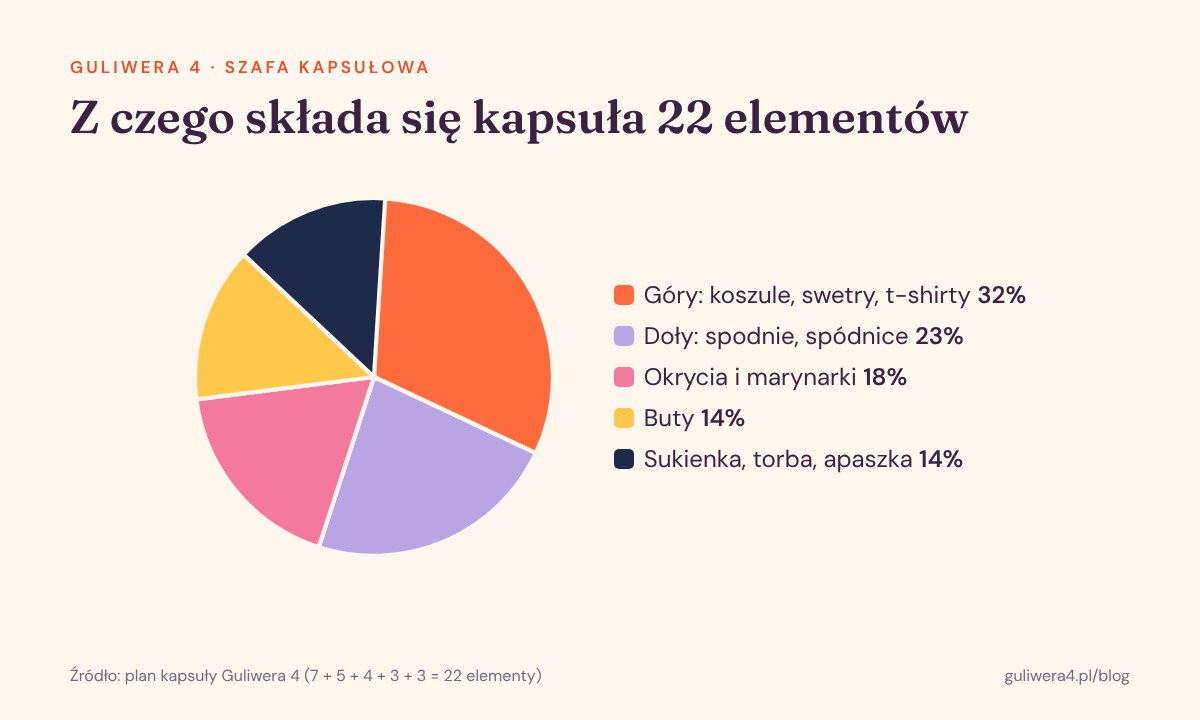 GULIWERA 4 · SZAFA KAPSUŁOWA
Z czego składa się kapsuła 22 elementów
Góry: koszule, swetry, t-shirty 32%
Doły: spodnie, spódnice 23%
Okrycia i marynarki 18%
Buty 14%
Sukienka, torba, apaszka 14%
Źródło: plan kapsuły Guliwera 4 (7 + 5 + 4 + 3 + 3 = 22 elementy)
guliwera4.pl/blog